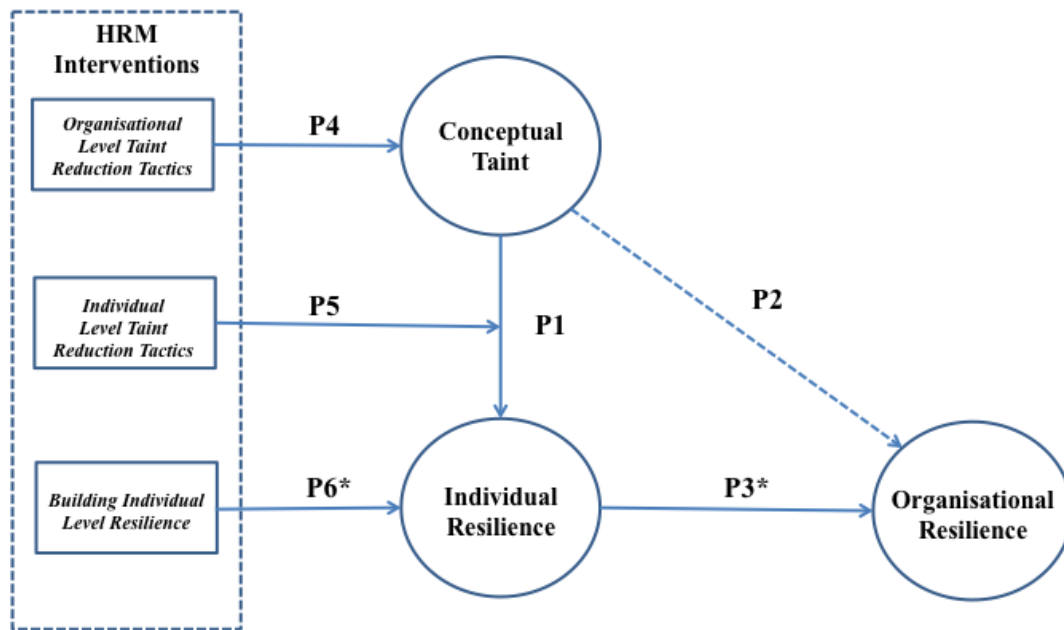 HRM
Interventions
Organisational
Level Taint
Reduction Tactics
P4
Conceptual
Taint
Individual
Level Taint
Reduction Tactics
P5
P1
P2
Building Individual
Level Resilience
P6*
Individual
Resilience
P3*
Organisational
Resilience